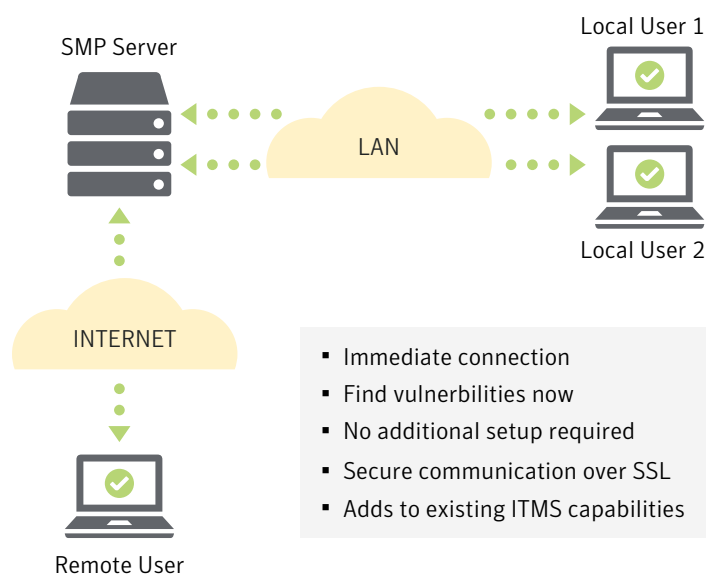 Local User 1
SMP Server
LAN
Local User 2
INTERNET
▪ Immediate connection
▪ Find vulnerbilities now
▪ No additional setup required
▪ Secure communication over SSL
▪ Adds to existing ITMS capabilities
Remote User